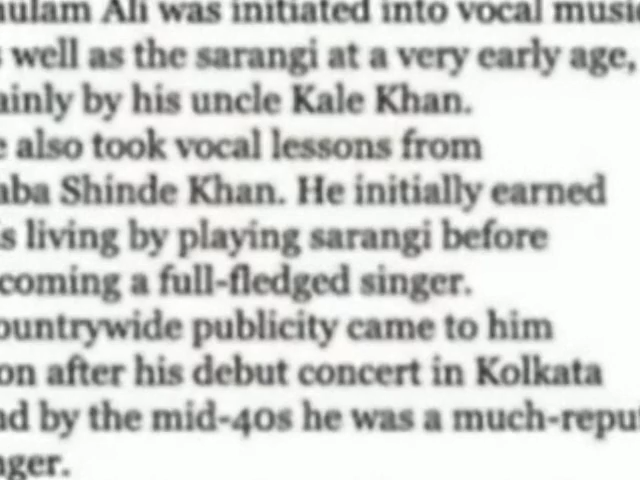 ulam Ali was initiated into vocal music
well as the sarangi at a very early age,
ainly by his uncle Kale Khan.
e also took vocal lessons from
aba Shinde Khan. He initially earned
s living by playing sarangi before
coming a full-fledged singer.
ountrywide publicity came to him
on after his debut concert in Kolkata
nd by the mid-40s he was a much-reput
nger.